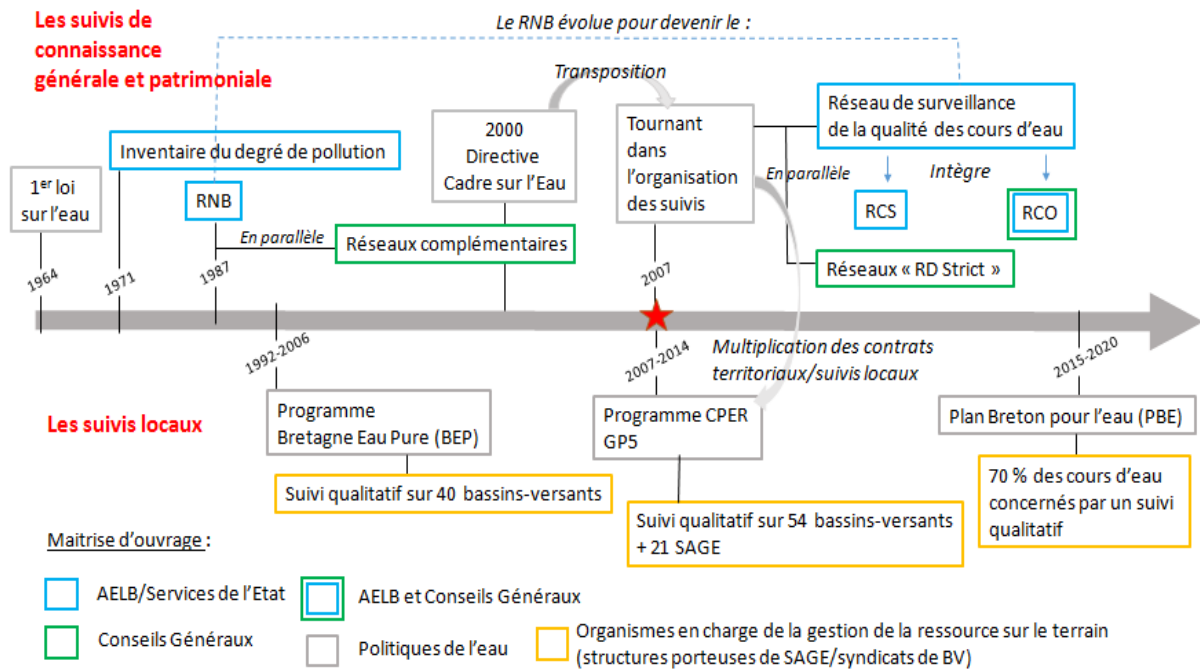 Les suivis de
connaissance
générale et patrimoniale
Le RNB évolue pour devenir le :
Transposition
1er loi
sur l'eau
Inventaire du degré de pollution
RNB
En parallèle
Réseaux complémentaires
2000
Directive
Cadre sur l'Eau
Tournant
dans
l'organisation
des suivis
En parallèle
Réseau de surveillance
de la qualité des cours d'eau
Intègre
RCS
RCO
Réseaux « RD Strict »
1964
1971
1987
2007
1992-2006
2007-2014
2015-2020
Multiplication des contrats
territoriaux/suivis locaux
Les suivis locaux
Programme
Bretagne Eau Pure (BEP)
Suivi qualitatif sur 40 bassins-versants
Programme CPER
GP5
Suivi qualitatif sur 54 bassins-versants
+ 21 SAGE
Plan Breton pour l'eau (PBE)
70 % des cours d'eau
concernés par un suivi
qualitatif
Maitrise d'ouvrage :
AELB/Services de l'Etat
AELB et Conseils Généraux
Conseils Généraux
Politiques de l'eau
Organismes en charge de la gestion de la ressource sur le terrain
(structures porteuses de SAGE/syndicats de BV)